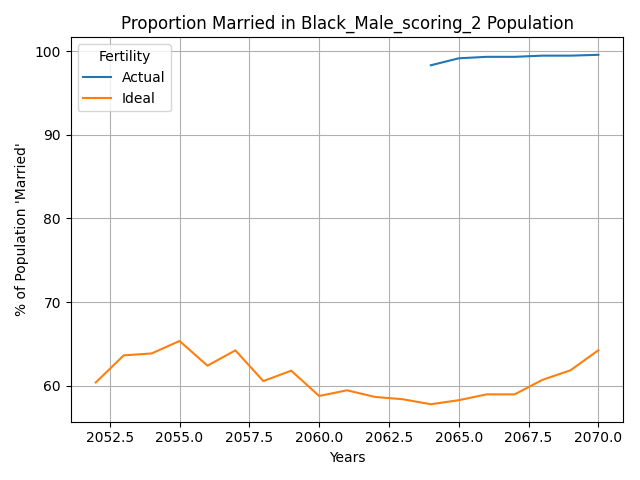 Proportion Married in Black_Male_scoring_2 Population
Fertility
Actual
Ideal
% of Population 'Married'
100
90
80
70
60
2052.5 2055.0 2057.5 2060.0 2062.5 2065.0 2067.5 2070.0
Years